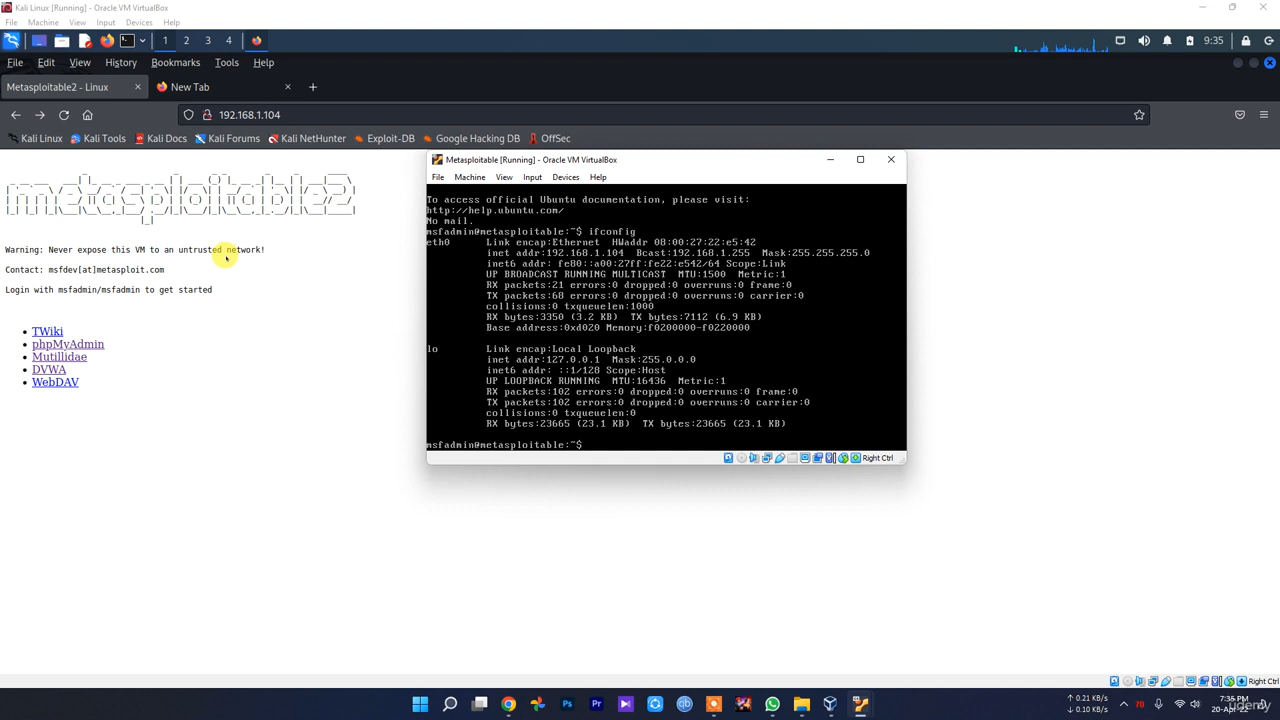 Kali Linux [Running] - Oracle VM VirtualBox
File Machine View Input Devices Help
1 2 3 4 9:35
File Edit View History Bookmarks Tools Help
Metasploitable2 - Linux New Tab
192.168.1.104
Kali Linux Kali Tools Kali Docs Kali Forums Kali NetHunter Exploit-DB Google Hacking DB OffSec
Warning: Never expose this VM to an untrusted network!
Contact: msfdev[at]metasploit.com
Login with msfadmin/msfadmin to get started
TWiki
phpMyAdmin
Mutillidae
DVWA
WebDAV
Metasploitable [Running] - Oracle VM VirtualBox
File Machine View Input Devices Help
To access official Ubuntu documentation, please visit:
http://help.ubuntu.com/
No mail.
msfadmin@metasploitable:~$ ifconfig
eth0 Link encap:Ethernet HWaddr 08:00:27:22:e5:42
inet addr:192.168.1.104 Bcast:192.168.1.255 Mask:255.255.255.0
inet6 addr: fe80::a00:27ff:fe22:e542/64 Scope:Link
UP BROADCAST RUNNING MULTICAST MTU:1500 Metric:1
RX packets:21 errors:0 dropped:0 overruns:0 frame:0
TX packets:68 errors:0 dropped:0 overruns:0 carrier:0
collisions:0 txqueuelen:1000
RX bytes:3350 (3.2 KB) TX bytes:7112 (6.9 KB)
Base address:0xd020 Memory:f0200000-f0220000
lo Link encap:Local Loopback
inet addr:127.0.0.1 Mask:255.0.0.0
inet6 addr: ::1/128 Scope:Host
UP LOOPBACK RUNNING MTU:16436 Metric:1
RX packets:102 errors:0 dropped:0 overruns:0 frame:0
TX packets:102 errors:0 dropped:0 overruns:0 carrier:0
collisions:0 txqueuelen:0
RX bytes:23665 (23.1 KB) TX bytes:23665 (23.1 KB)
msfadmin@metasploitable:~$
Right Ctrl
Right Ctrl
↑ 0.21 KB/s
↓ 0.10 KB/s
70
udemy